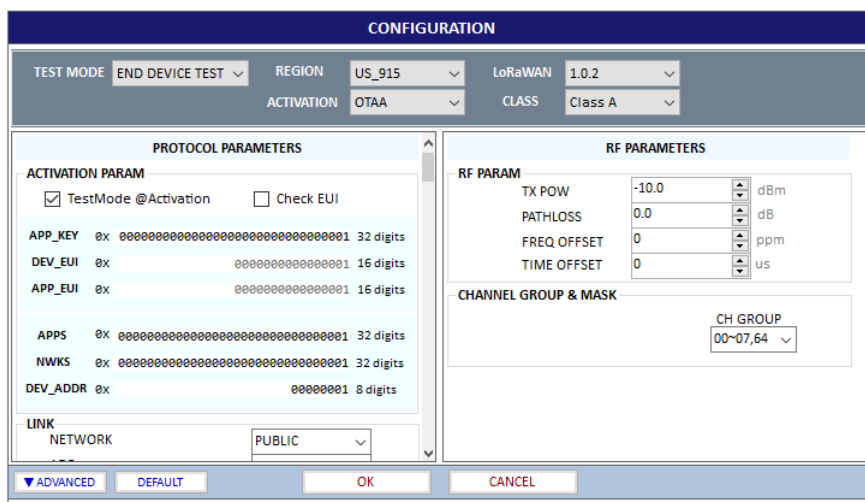 CONFIGURATION
TEST MODE END DEVICE TEST REGION US_915 LoRaWAN 1.0.2
ACTIVATION OTAA CLASS Class A
PROTOCOL PARAMETERS
ACTIVATION PARAM
TestMode @Activation Check EUI
APP_KEY 0x 00000000000000000000000000000001 32 digits
DEV_EUI 0x 0000000000000001 16 digits
APP_EUI 0x 0000000000000001 16 digits
APPS 0x 00000000000000000000000000000001 32 digits
NWKS 0x 00000000000000000000000000000001 32 digits
DEV_ADDR 0x 00000001 8 digits
LINK
NETWORK PUBLIC
RF PARAMETERS
RF PARAM
TX POW -10.0 dBm
PATHLOSS 0.0 dB
FREQ OFFSET 0 ppm
TIME OFFSET 0 us
CHANNEL GROUP & MASK
CH GROUP
00~07,64
▼ ADVANCED DEFAULT OK CANCEL